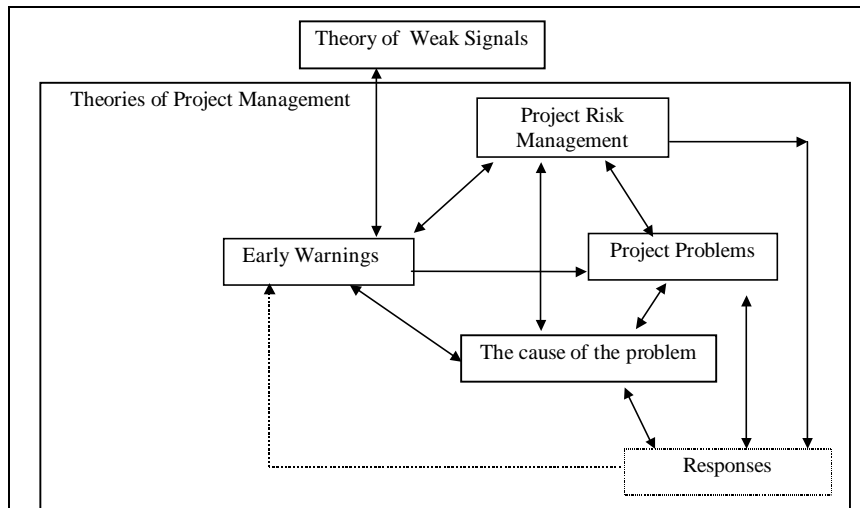 Theory of Weak Signals
Theories of Project Management
Project Risk
Management
Early Warnings
Project Problems
The cause of the problem
Responses